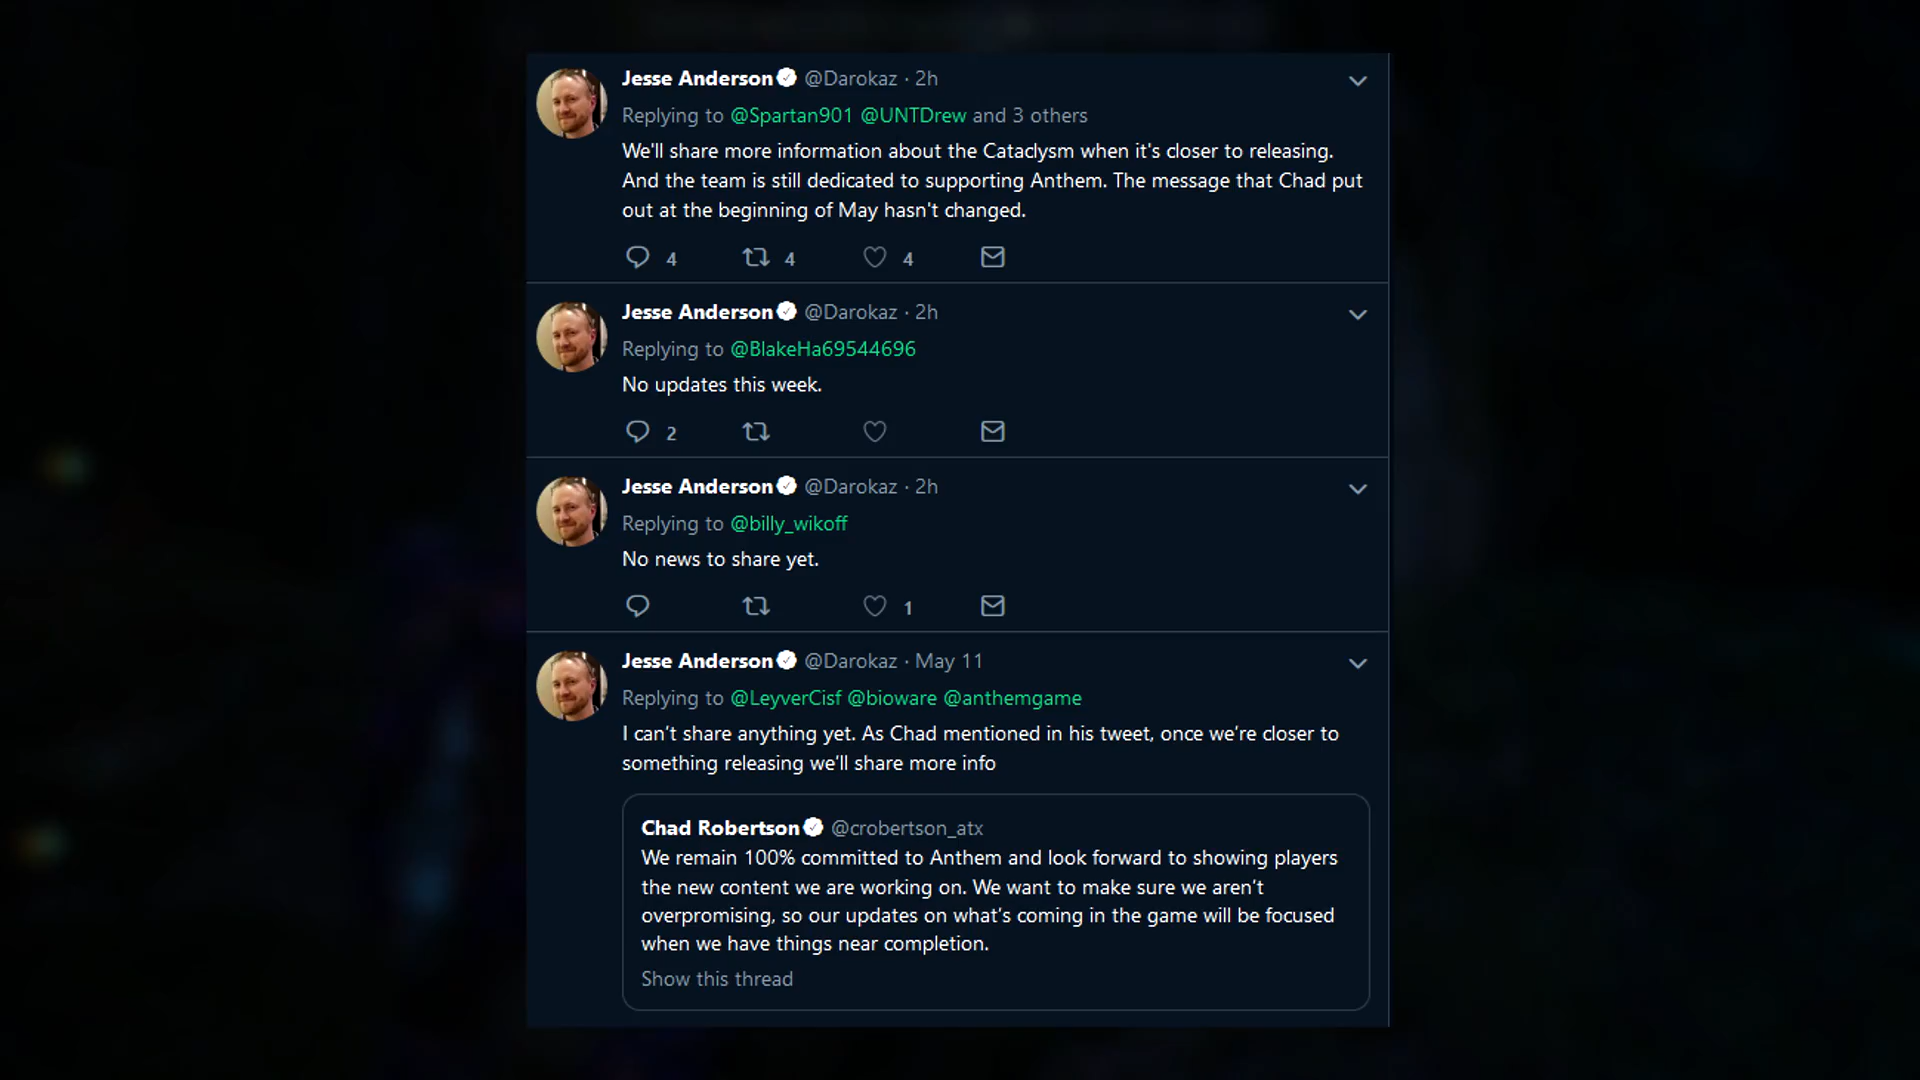 Jesse Anderson @Darokaz · 2h
Replying to @Spartan901 @UNTDrew and 3 others
We'll share more information about the Cataclysm when it's closer to releasing.
And the team is still dedicated to supporting Anthem. The message that Chad put
out at the beginning of May hasn't changed.
4 4 4
Jesse Anderson @Darokaz · 2h
Replying to @BlakeHa69544696
No updates this week.
2
Jesse Anderson @Darokaz · 2h
Replying to @billy_wikoff
No news to share yet.
1
Jesse Anderson @Darokaz · May 11
Replying to @LeyverCisf @bioware @anthemgame
I can’t share anything yet. As Chad mentioned in his tweet, once we’re closer to
something releasing we’ll share more info
Chad Robertson @crobertson_atx
We remain 100% committed to Anthem and look forward to showing players
the new content we are working on. We want to make sure we aren’t
overpromising, so our updates on what’s coming in the game will be focused
when we have things near completion.
Show this thread